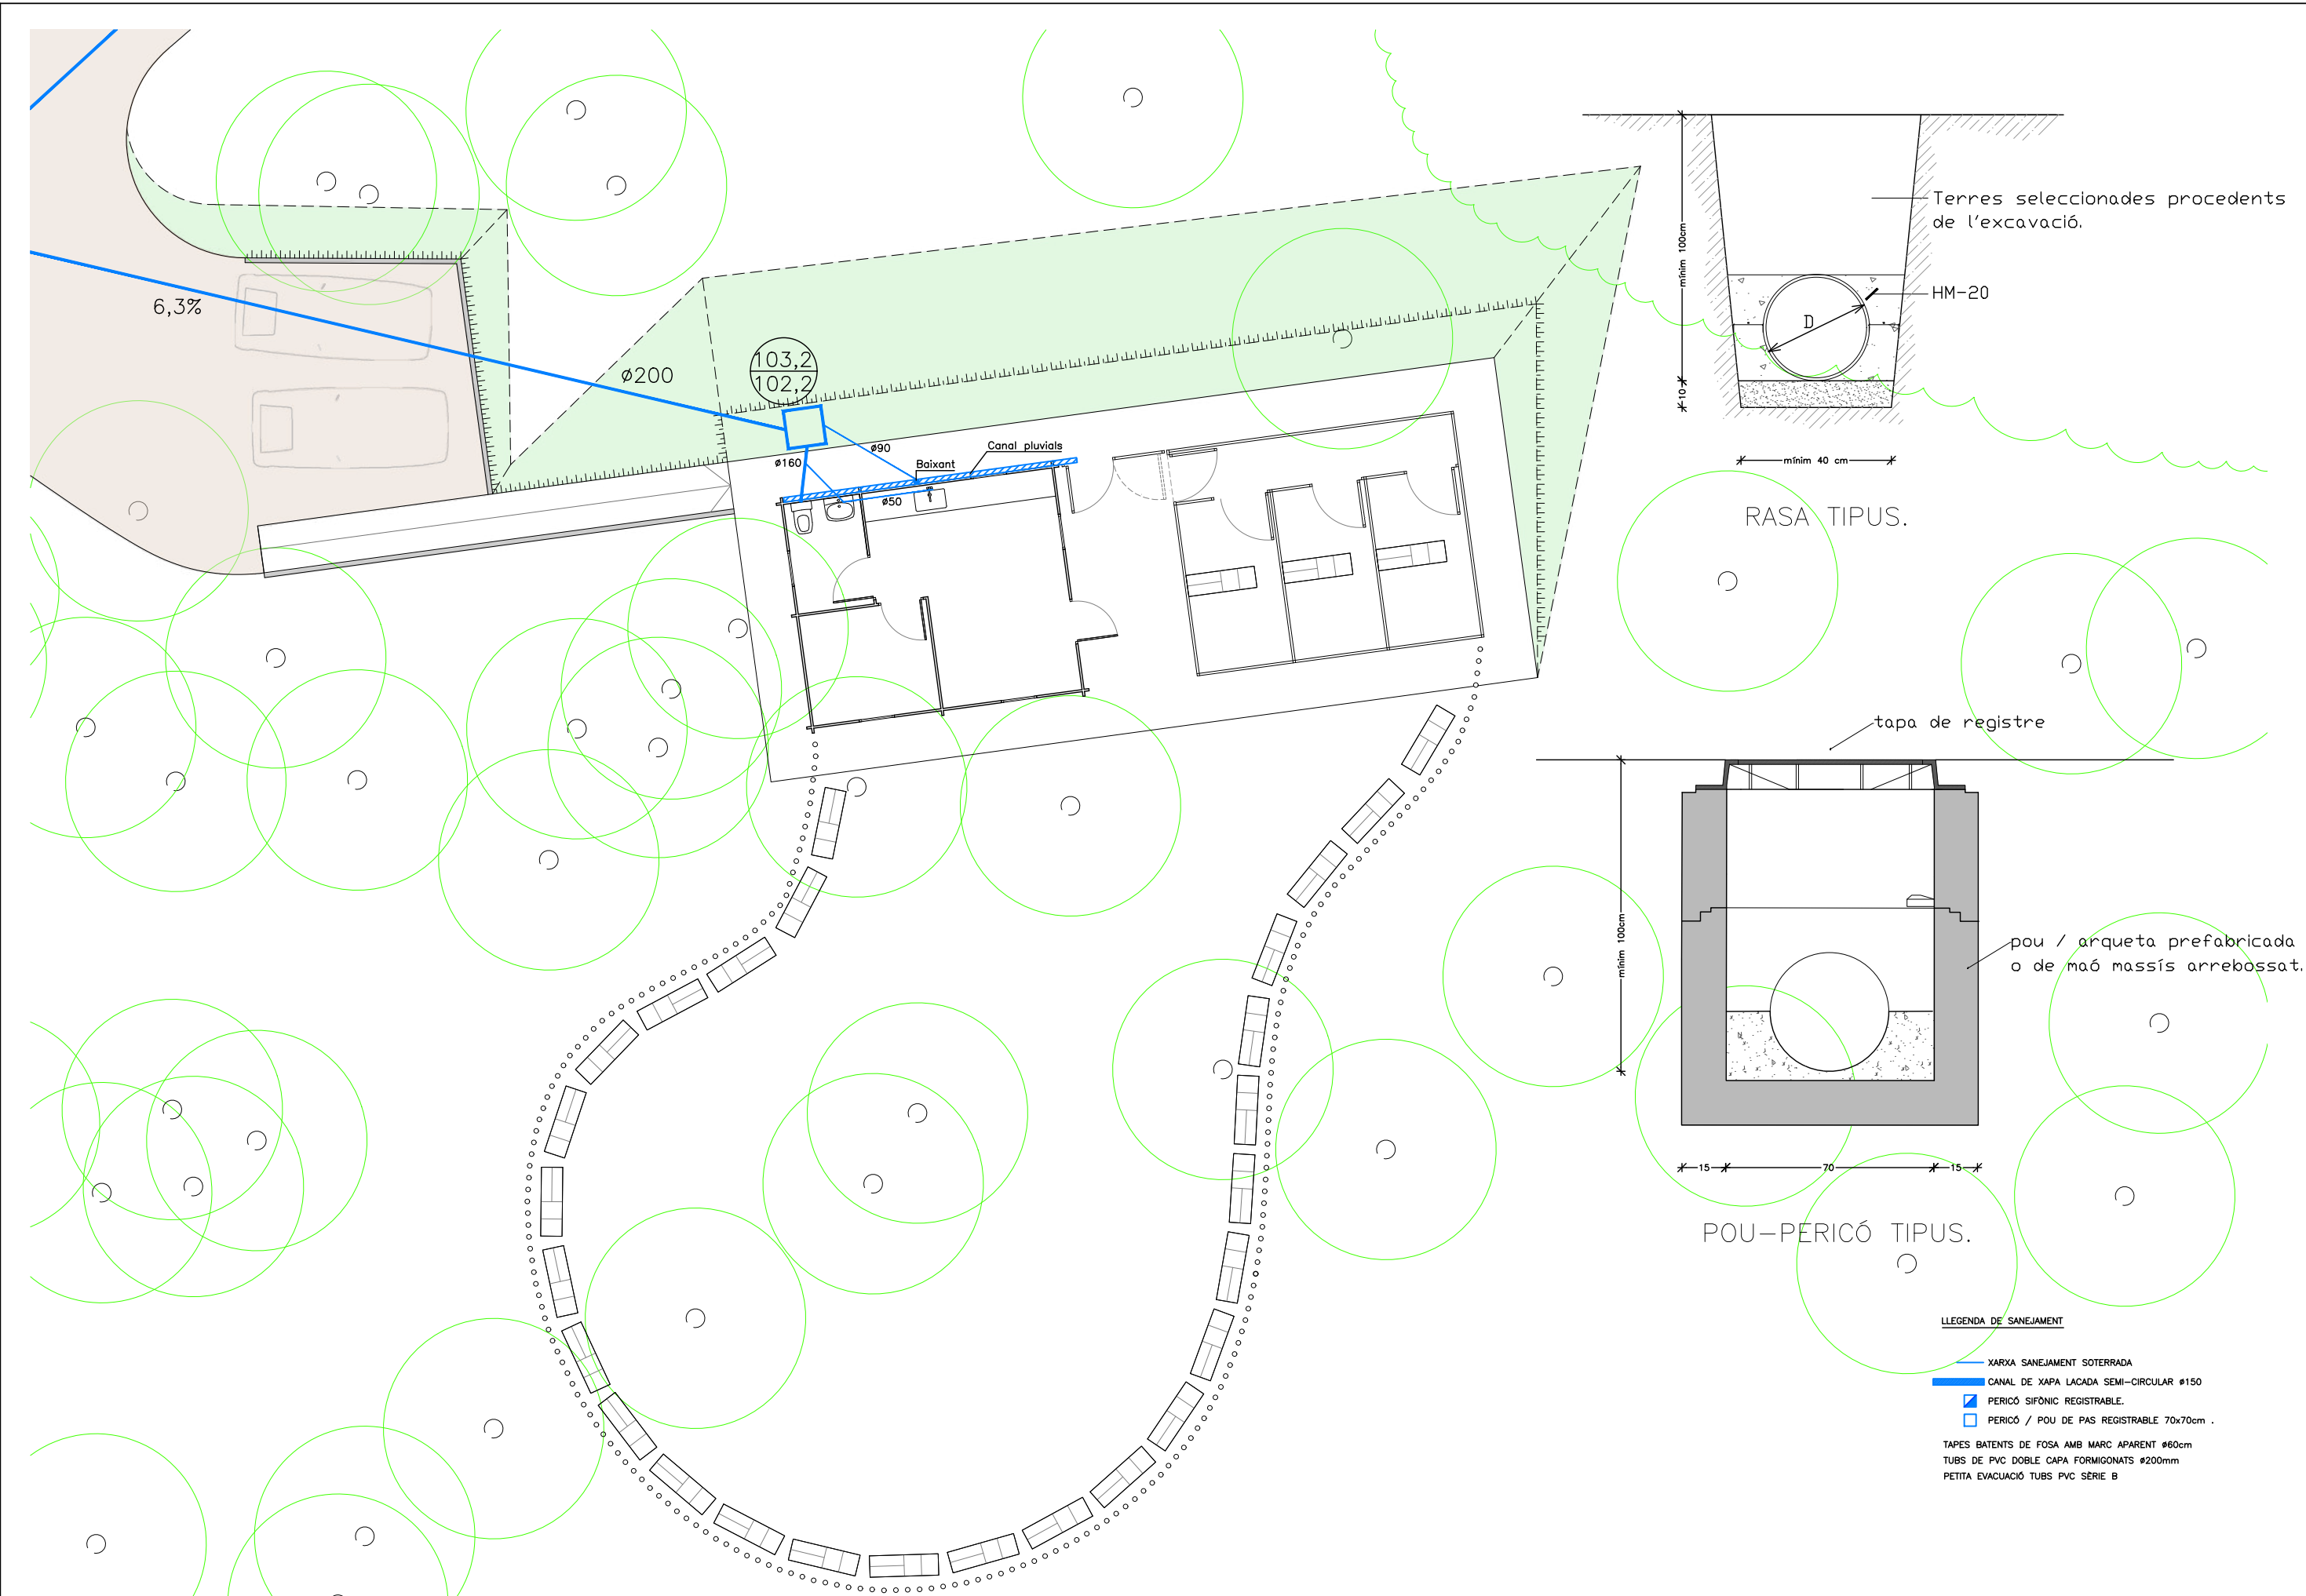 6,3%
ø200
103,2
102,2
ø90
ø160
ø50
Baixant
Canal pluvials
mínim 100cm
10
Terres seleccionades procedents
de l'excavació.
HM-20
D
mínim 40 cm
RASA TIPUS.
tapa de registre
mínim 100cm
pou / arqueta prefabricada
o de maó massís arrebossat.
15
70
15
POU-PERICÓ TIPUS.
LLEGENDA DE SANEJAMENT
XARXA SANEJAMENT SOTERRADA
CANAL DE XAPA LACADA SEMI-CIRCULAR ø150
PERICÓ SIFÒNIC REGISTRABLE.
PERICÓ / POU DE PAS REGISTRABLE 70x70cm .
TAPES BATENTS DE FOSA AMB MARC APARENT ø60cm
TUBS DE PVC DOBLE CAPA FORMIGONATS ø200mm
PETITA EVACUACIÓ TUBS PVC SÈRIE B